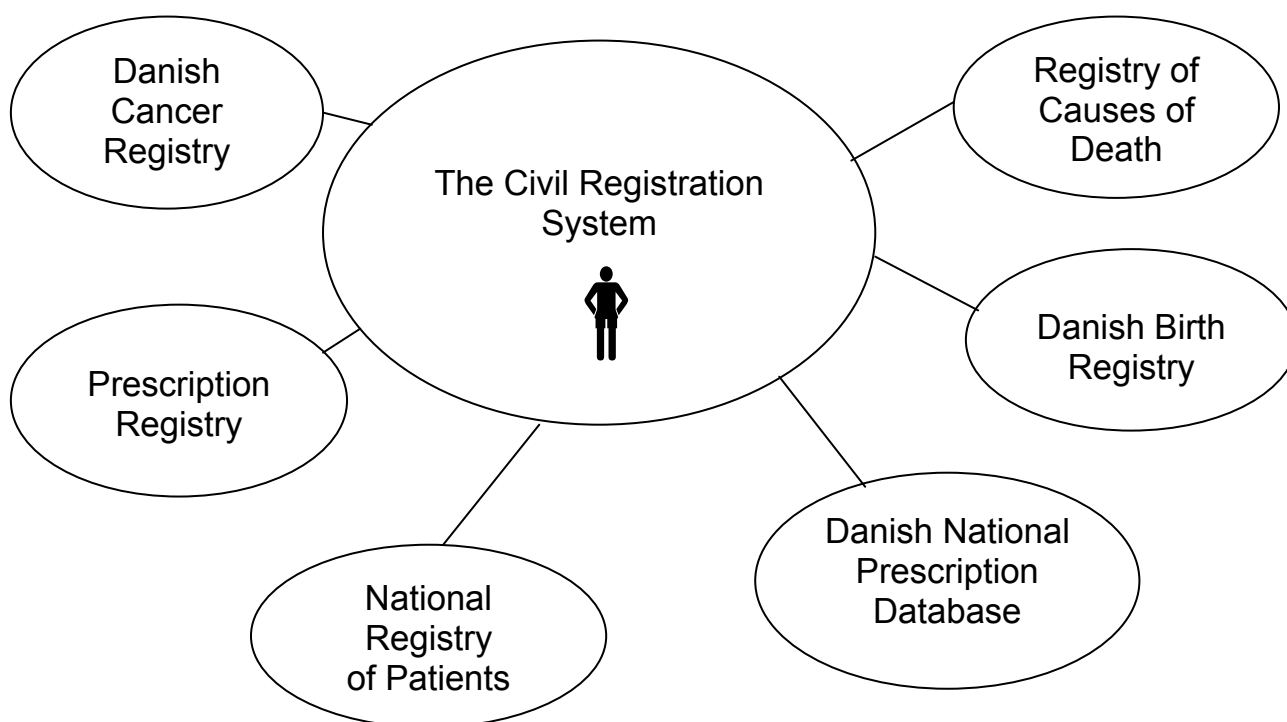 Danish
Cancer
Registry
The Civil Registration
System
Registry of
Causes of
Death
Prescription
Registry
Danish Birth
Registry
National
Registry
of Patients
Danish National
Prescription
Database